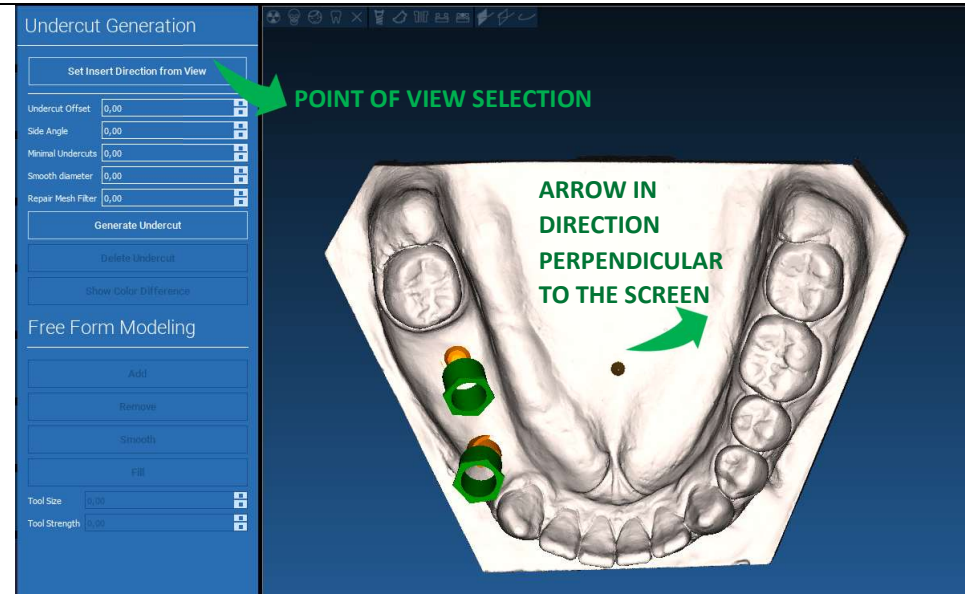 Undercut Generation
Set Insert Direction from View
POINT OF VIEW SELECTION
Undercut Offset 0,00
Side Angle 0,00
Minimal Undercuts 0,00
Smooth diameter 0,00
Repair Mesh Filter 0,00
Generate Undercut
Delete Undercut
Show Color Difference
Free Form Modeling
Add
Remove
Smooth
Fill
Tool Size 0,00
Tool Strength 0,00
ARROW IN
DIRECTION
PERPENDICULAR
TO THE SCREEN